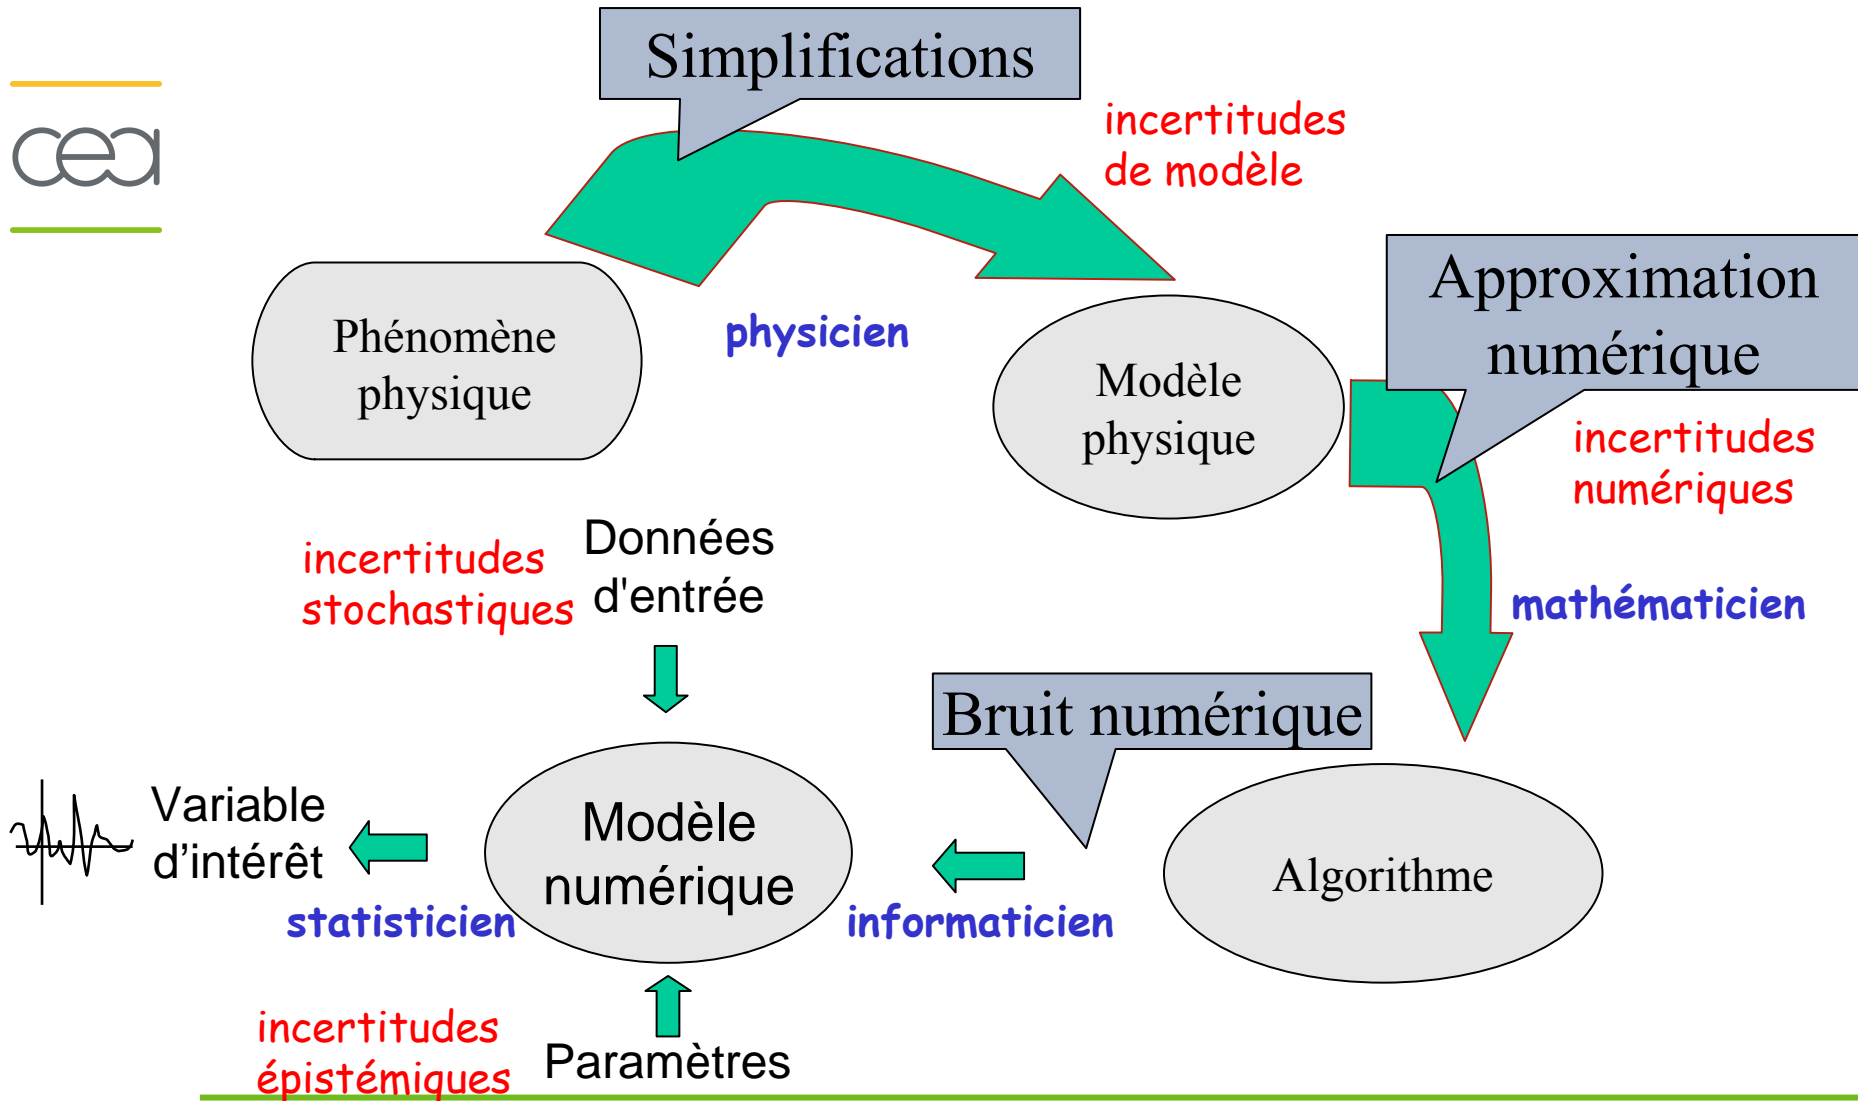 Simplifications
cea
incertitudes
de modèle
Approximation
numérique
Phénomène
physique
physicien
Modèle
physique
incertitudes
numériques
Données
d'entrée
incertitudes
stochastiques
mathématicien
Bruit numérique
Variable
d’intérêt
Modèle
numérique
Algorithme
statisticien
informaticien
incertitudes
épistémiques
Paramètres